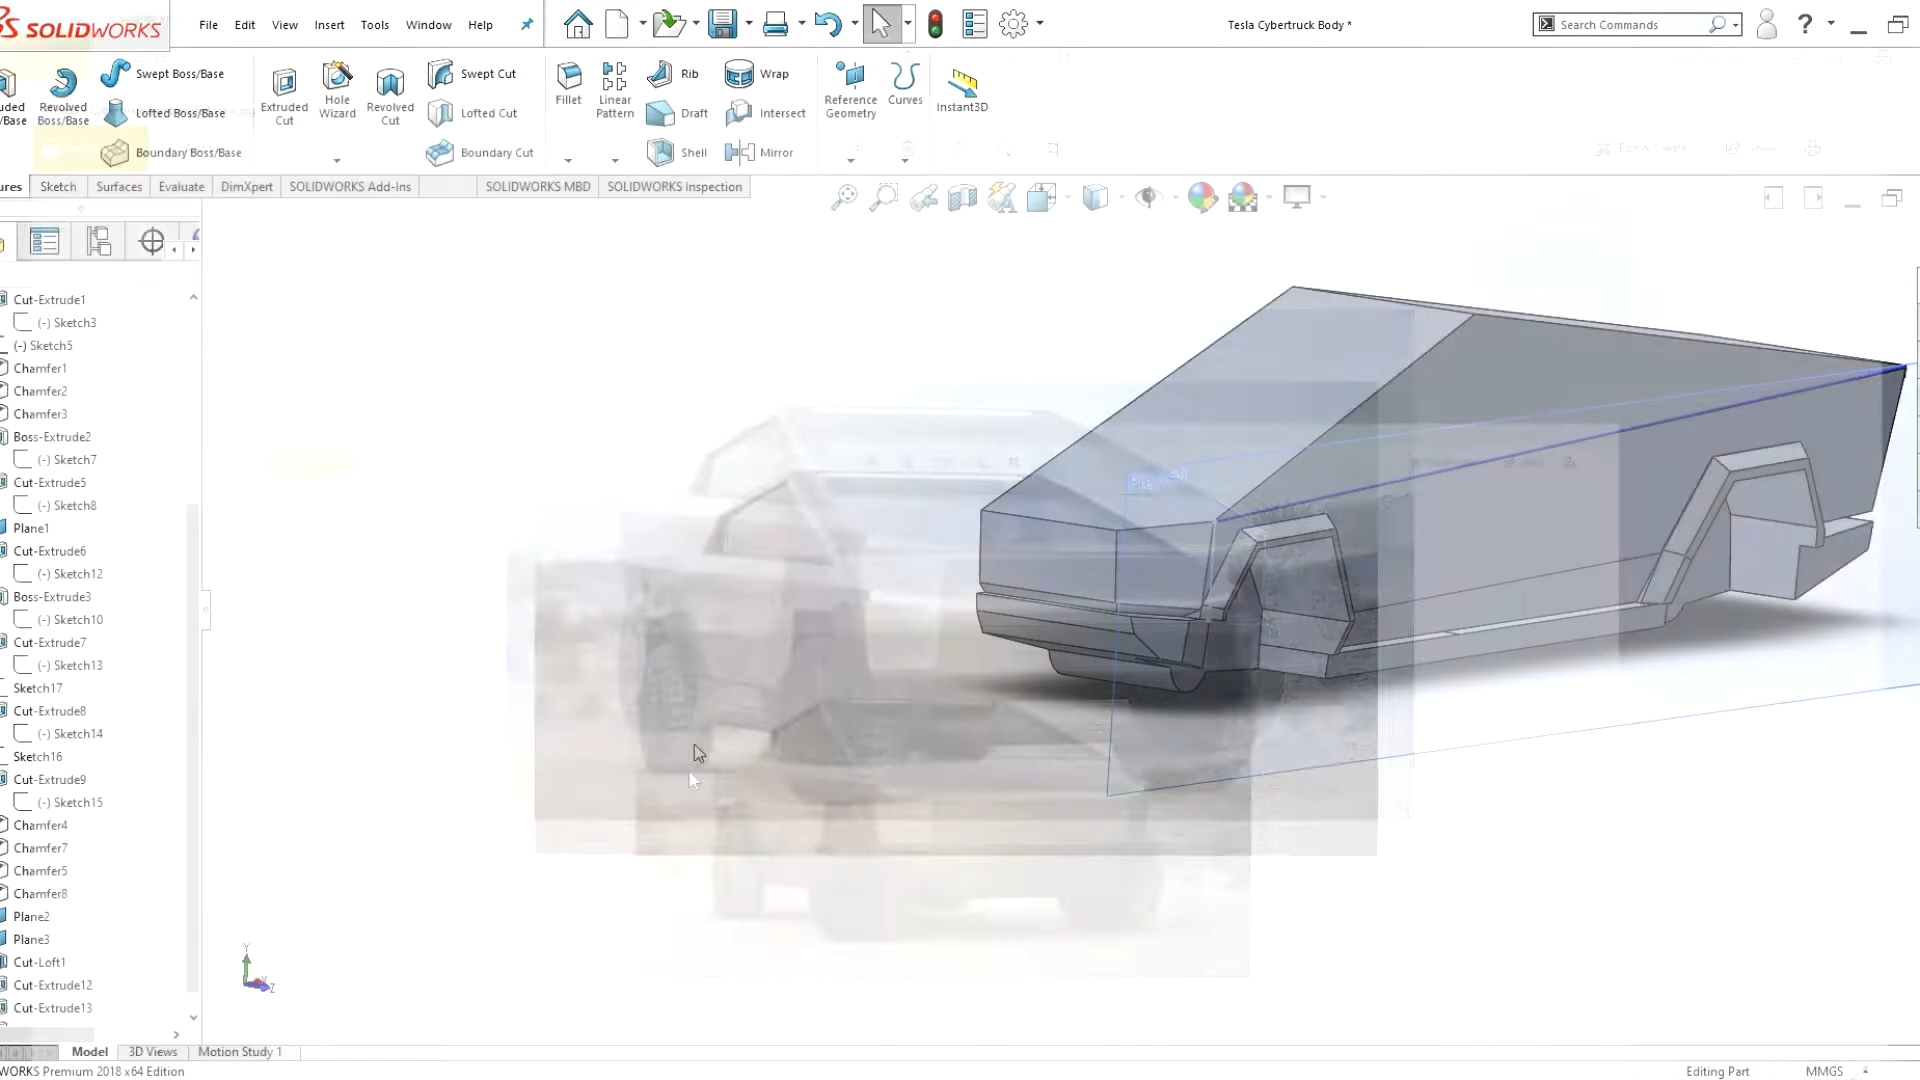 SOLIDWORKS
File Edit View Insert Tools Window Help
Tesla Cybertruck Body *
Search Commands
?
Revolved Boss/Base
Swept Boss/Base
Lofted Boss/Base
Boundary Boss/Base
Extruded Cut
Hole Wizard
Revolved Cut
Swept Cut
Lofted Cut
Boundary Cut
Fillet
Linear Pattern
Rib
Draft
Shell
Wrap
Intersect
Mirror
Reference Geometry
Curves
Instant3D
ures Sketch Surfaces Evaluate DimXpert SOLIDWORKS Add-Ins SOLIDWORKS MBD SOLIDWORKS Inspection
Cut-Extrude1
(-) Sketch3
(-) Sketch5
Chamfer1
Chamfer2
Chamfer3
Boss-Extrude2
(-) Sketch7
Cut-Extrude5
(-) Sketch8
Plane1
Cut-Extrude6
(-) Sketch12
Boss-Extrude3
(-) Sketch10
Cut-Extrude7
(-) Sketch13
Sketch17
Cut-Extrude8
(-) Sketch14
Sketch16
Cut-Extrude9
(-) Sketch15
Chamfer4
Chamfer7
Chamfer5
Chamfer8
Plane2
Plane3
Cut-Loft1
Cut-Extrude12
Cut-Extrude13
Y
Z
Model 3D Views Motion Study 1
WORKS Premium 2018 x64 Edition
Editing Part MMGS